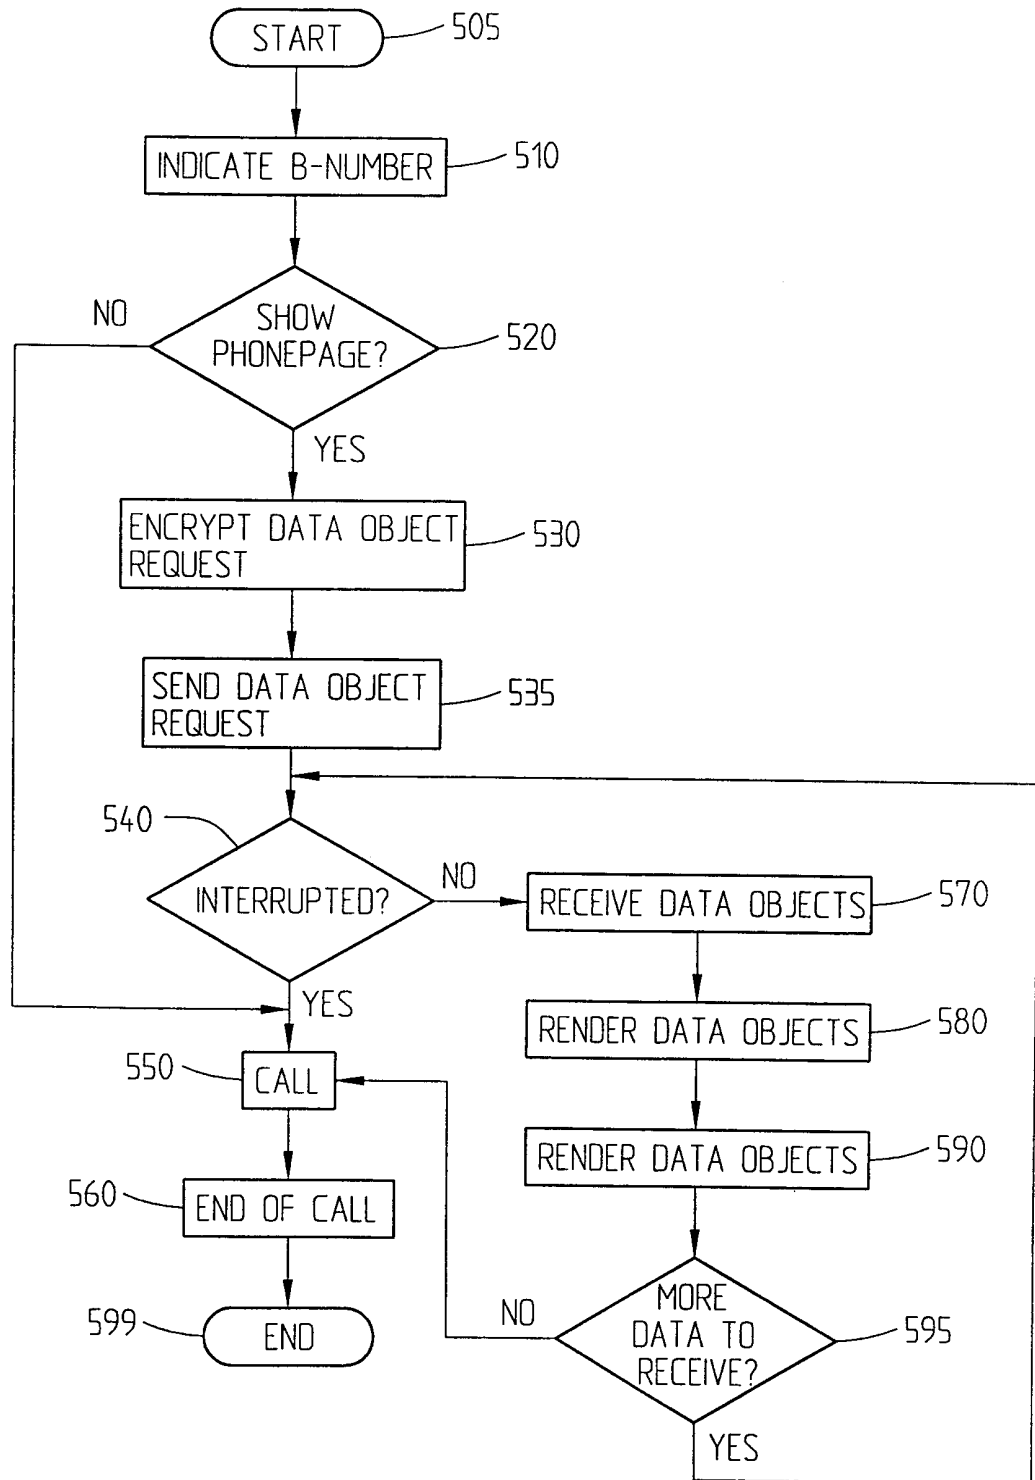 START
505
INDICATE B-NUMBER
510
NO
SHOW
PHONEPAGE?
520
YES
ENCRYPT DATA OBJECT
REQUEST
530
SEND DATA OBJECT
REQUEST
535
540
INTERRUPTED?
NO
RECEIVE DATA OBJECTS
570
YES
RENDER DATA OBJECTS
580
550
CALL
RENDER DATA OBJECTS
590
560
END OF CALL
599
END
NO
MORE
DATA TO
RECEIVE?
595
YES